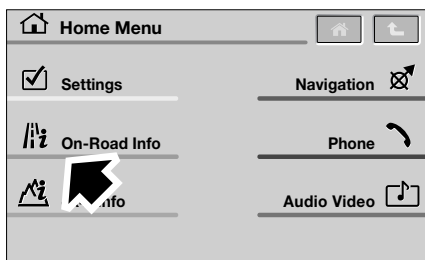 Home Menu
Settings
Navigation
On-Road Info
Phone
Info
Audio Video